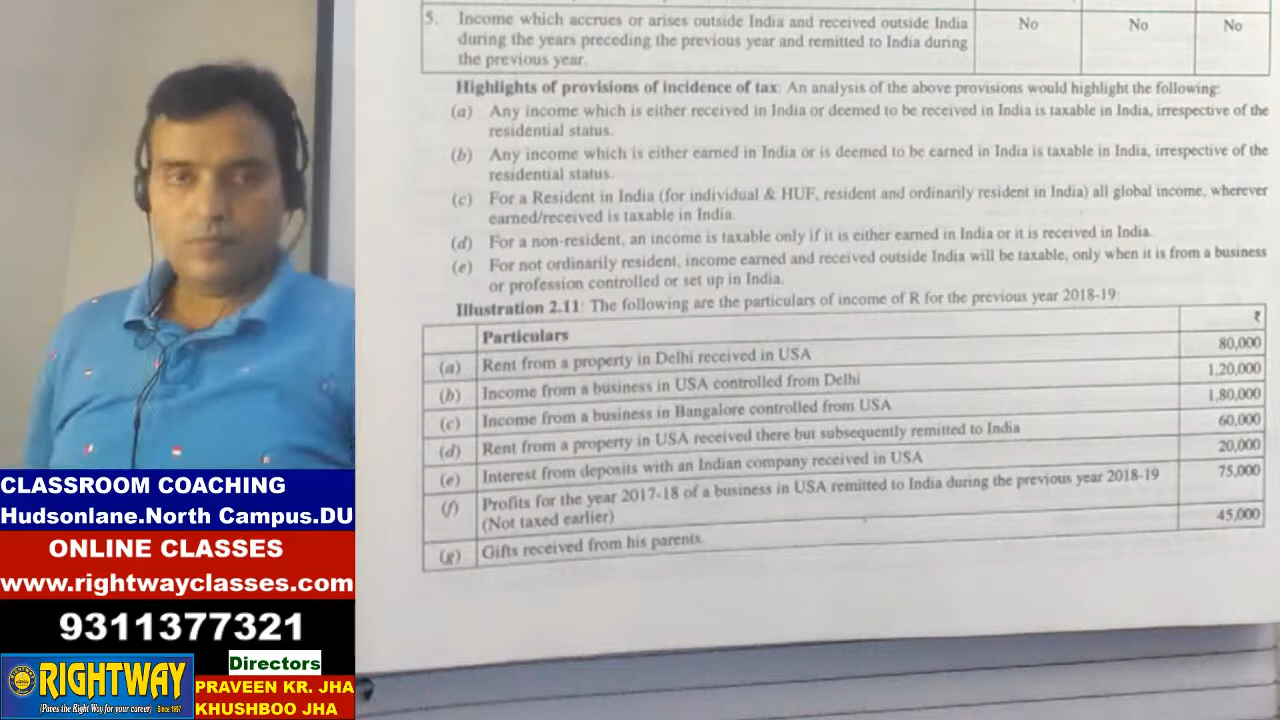 5. Income which accrues or arises outside India and received outside India No No No
during the years preceding the previous year and remitted to India during
the previous year.
Highlights of provisions of incidence of tax: An analysis of the above provisions would highlight the following:
(a) Any income which is either received in India or deemed to be received in India is taxable in India, irrespective of the
residential status.
(b) Any income which is either earned in India or is deemed to be earned in India is taxable in India, irrespective of the
residential status.
(c) For a Resident in India (for individual & HUF, resident and ordinarily resident in India) all global income, wherever
earned/received is taxable in India.
(d) For a non-resident, an income is taxable only if it is either earned in India or it is received in India.
(e) For not ordinarily resident, income earned and received outside India will be taxable, only when it is from a business
or profession controlled or set up in India.
Illustration 2.11: The following are the particulars of income of R for the previous year 2018-19:
Particulars ₹
(a) Rent from a property in Delhi received in USA 80,000
(b) Income from a business in USA controlled from Delhi 1,20,000
(c) Income from a business in Bangalore controlled from USA 1,80,000
(d) Rent from a property in USA received there but subsequently remitted to India 60,000
(e) Interest from deposits with an Indian company received in USA 20,000
(f) Profits for the year 2017-18 of a business in USA remitted to India during the previous year 2018-19 75,000
(Not taxed earlier)
(g) Gifts received from his parents. 45,000
CLASSROOM COACHING
Hudsonlane.North Campus.DU
ONLINE CLASSES
www.rightwayclasses.com
9311377321
RIGHTWAY
(Paves the Right Way for your career) Since 1997
Directors
PRAVEEN KR. JHA
KHUSHBOO JHA